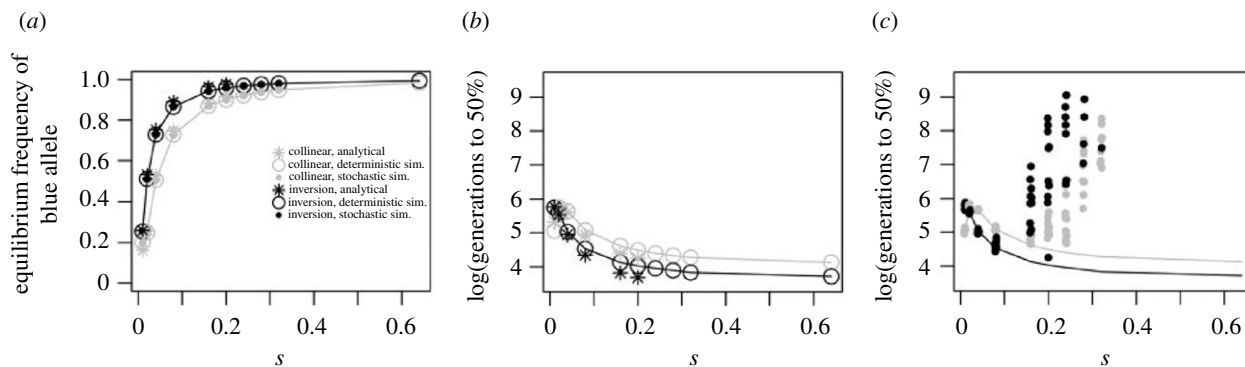 (a)
equilibrium frequency of
blue allele
1.0
0.8
0.6
0.4
0.2
0
collinear, analytical
collinear, deterministic sim.
collinear, stochastic sim.
inversion, analytical
inversion, deterministic sim.
inversion, stochastic sim.
0 0.2 0.4 0.6
s
(b)
log(generations to 50%)
9
8
7
6
5
4
0 0.2 0.4 0.6
s
(c)
log(generations to 50%)
9
8
7
6
5
4
0 0.2 0.4 0.6
s